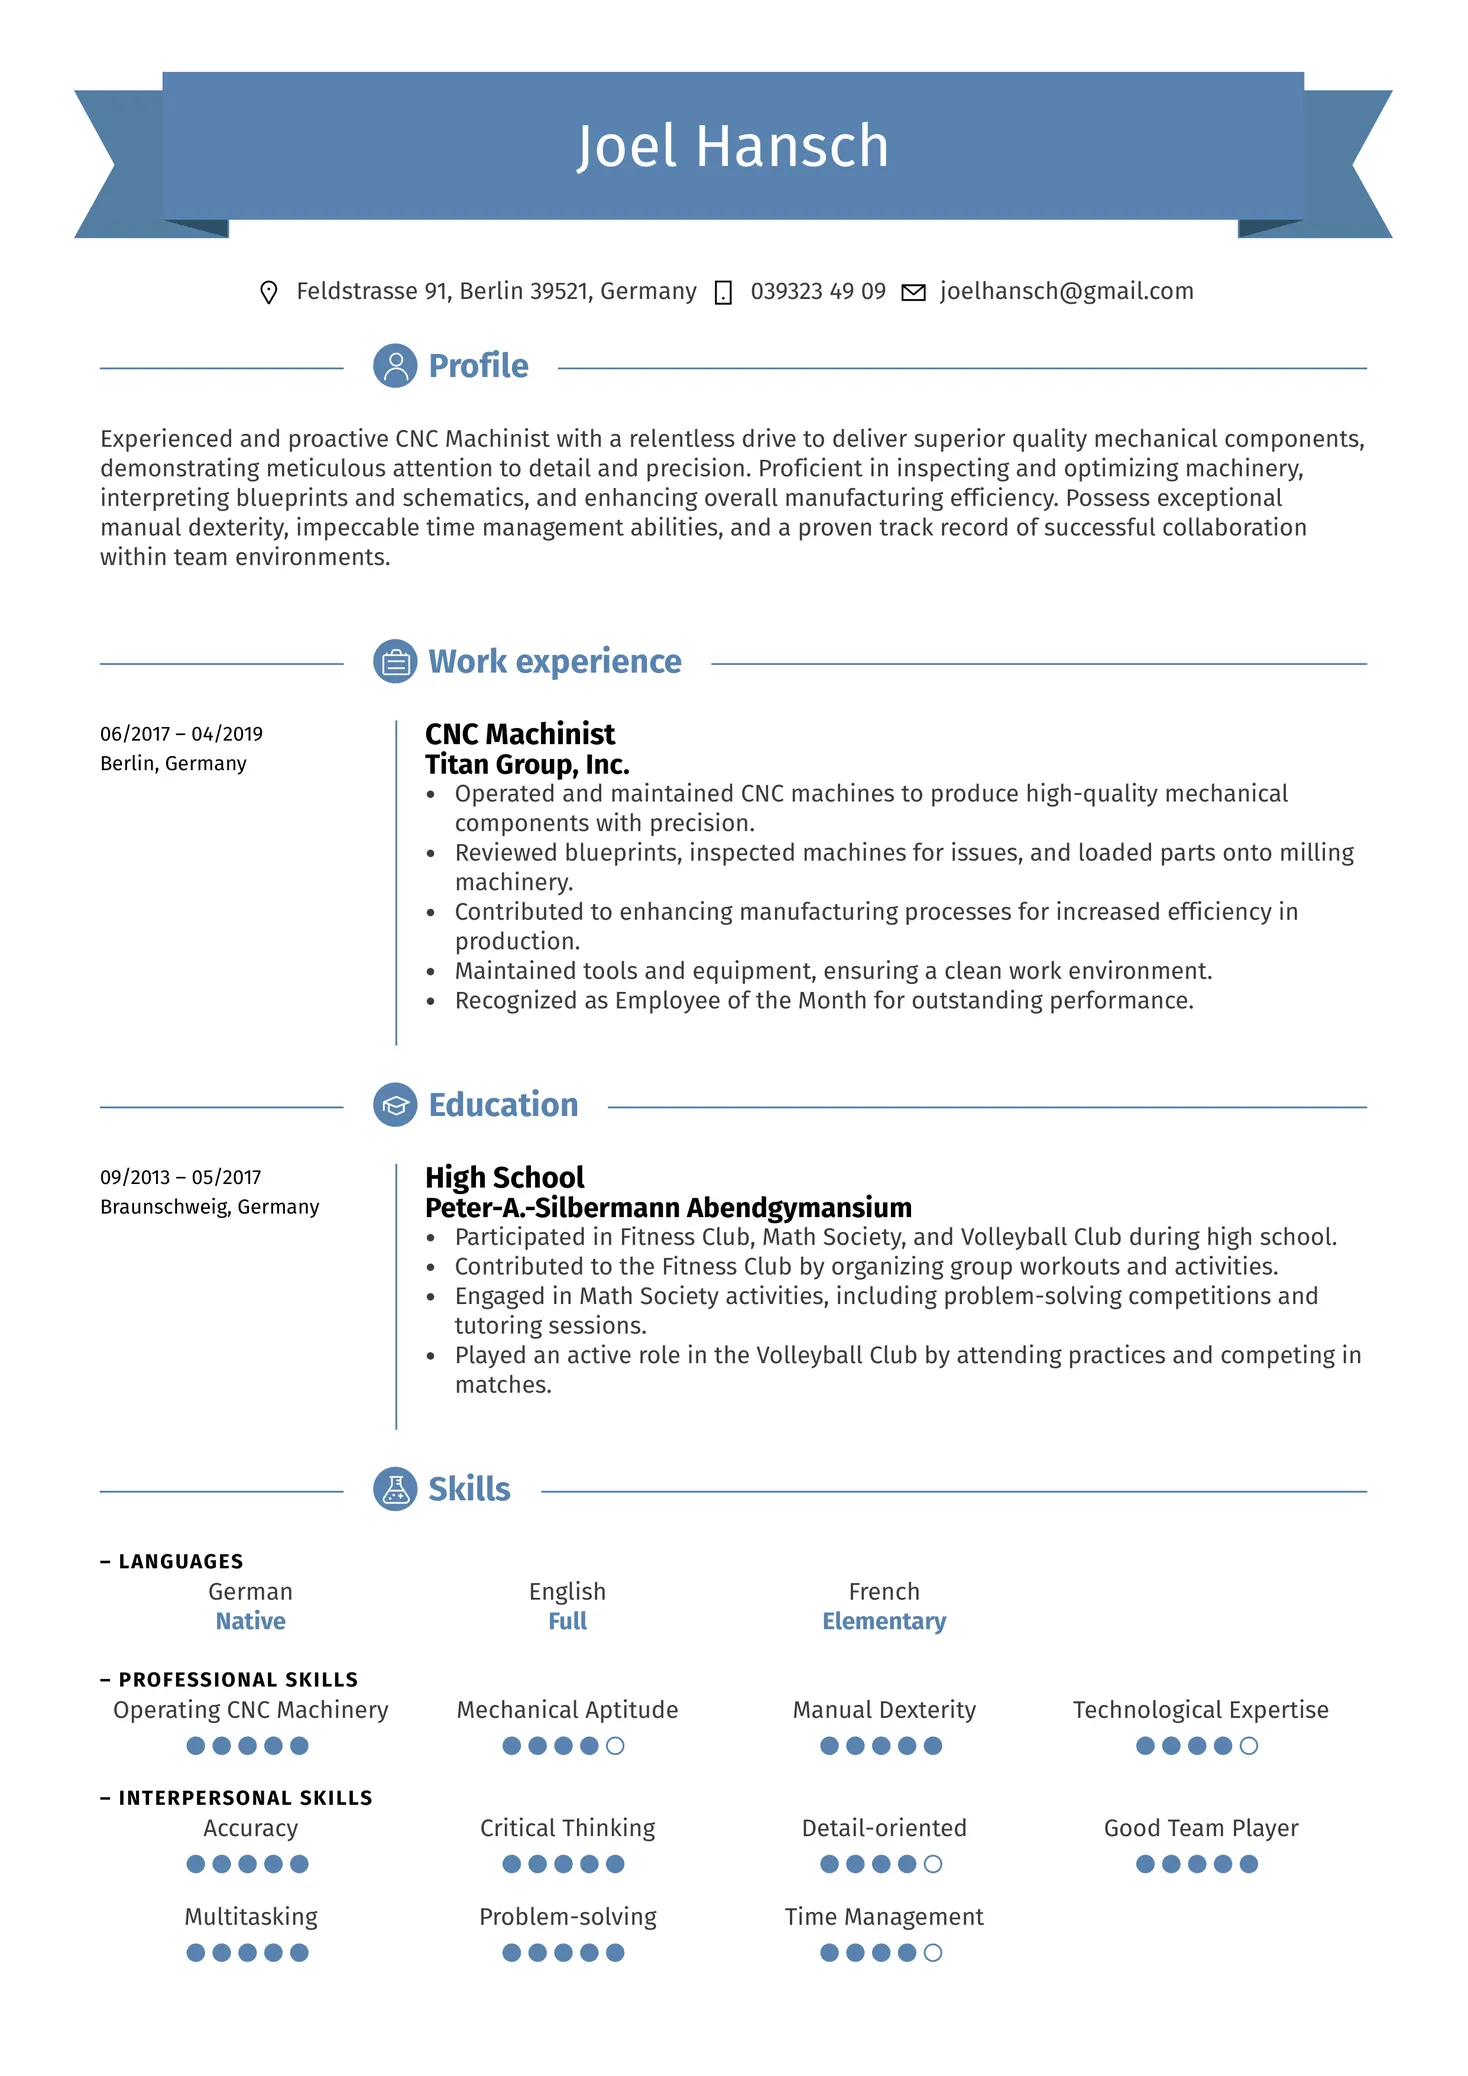 Joel Hansch
Feldstrasse 91, Berlin 39521, Germany 039323 49 09 joelhansch@gmail.com
Profile
Experienced and proactive CNC Machinist with a relentless drive to deliver superior quality mechanical components,
demonstrating meticulous attention to detail and precision. Proficient in inspecting and optimizing machinery,
interpreting blueprints and schematics, and enhancing overall manufacturing efficiency. Possess exceptional
manual dexterity, impeccable time management abilities, and a proven track record of successful collaboration
within team environments.
Work experience
06/2017 – 04/2019
Berlin, Germany
CNC Machinist
Titan Group, Inc.
• Operated and maintained CNC machines to produce high-quality mechanical
components with precision.
• Reviewed blueprints, inspected machines for issues, and loaded parts onto milling
machinery.
• Contributed to enhancing manufacturing processes for increased efficiency in
production.
• Maintained tools and equipment, ensuring a clean work environment.
• Recognized as Employee of the Month for outstanding performance.
Education
09/2013 – 05/2017
Braunschweig, Germany
High School
Peter-A.-Silbermann Abendgymansium
• Participated in Fitness Club, Math Society, and Volleyball Club during high school.
• Contributed to the Fitness Club by organizing group workouts and activities.
• Engaged in Math Society activities, including problem-solving competitions and
tutoring sessions.
• Played an active role in the Volleyball Club by attending practices and competing in
matches.
Skills
– LANGUAGES
German English French
Native Full Elementary
– PROFESSIONAL SKILLS
Operating CNC Machinery Mechanical Aptitude Manual Dexterity Technological Expertise
– INTERPERSONAL SKILLS
Accuracy Critical Thinking Detail-oriented Good Team Player
Multitasking Problem-solving Time Management